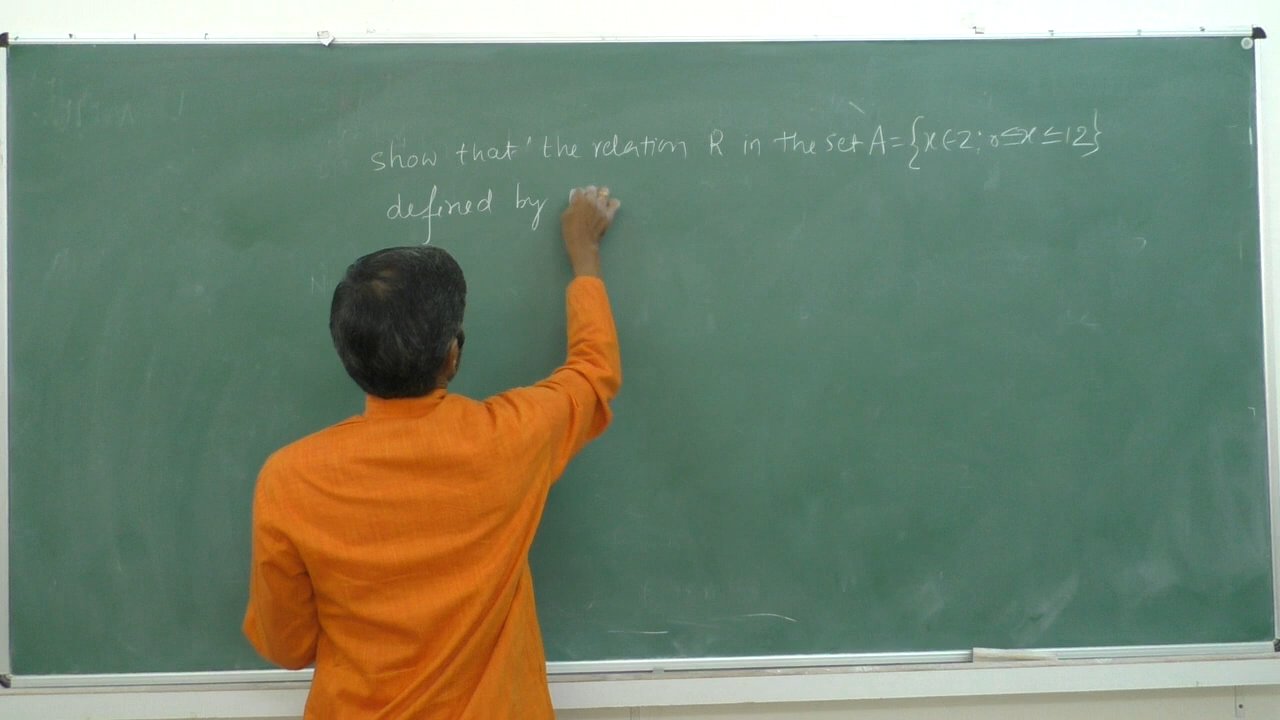 show that the relation R in the set A={x∈Z; 0≤x≤12}
defined by